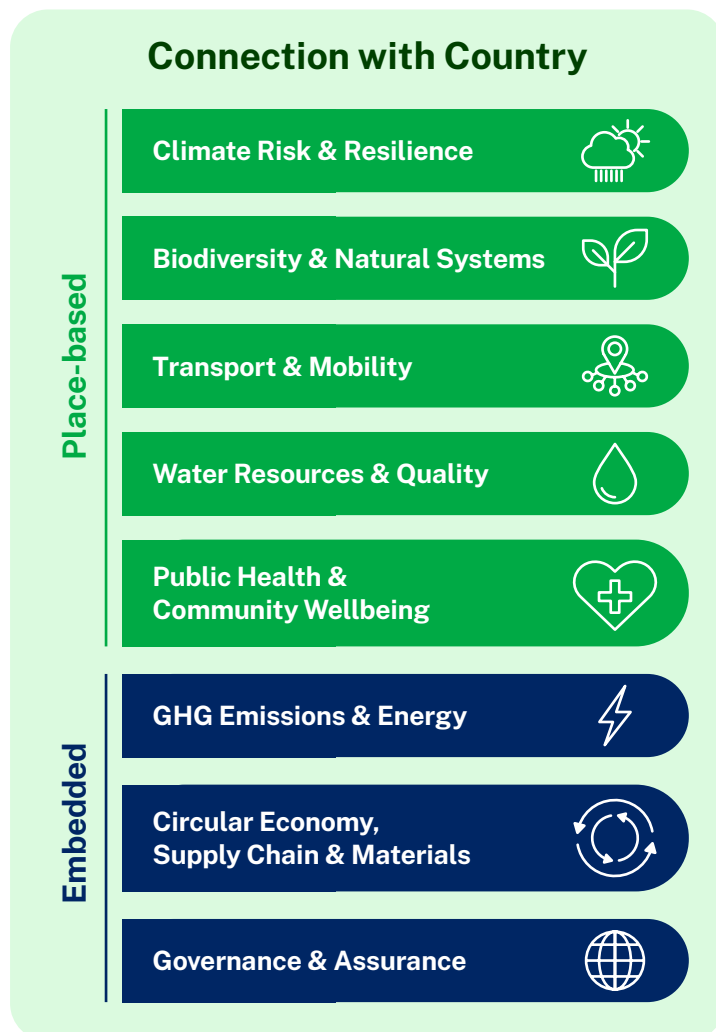 Connection with Country
Place-based
Climate Risk & Resilience
Biodiversity & Natural Systems
Transport & Mobility
Water Resources & Quality
Public Health &
Community Wellbeing
Embedded
GHG Emissions & Energy
Circular Economy,
Supply Chain & Materials
Governance & Assurance